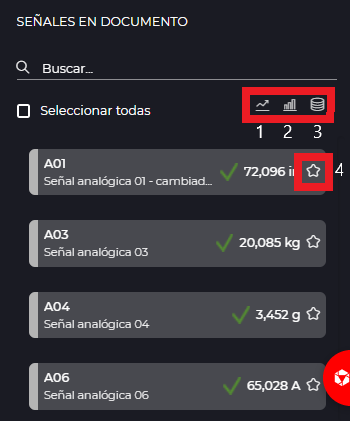 SEÑALES EN DOCUMENTO
Buscar...
Seleccionar todas
1 2 3
A01
Señal analógica 01 - cambiad... 72,096 in
4
A03
Señal analógica 03 20,085 kg
A04
Señal analógica 04 3,452 g
A06
Señal analógica 06 65,028 A